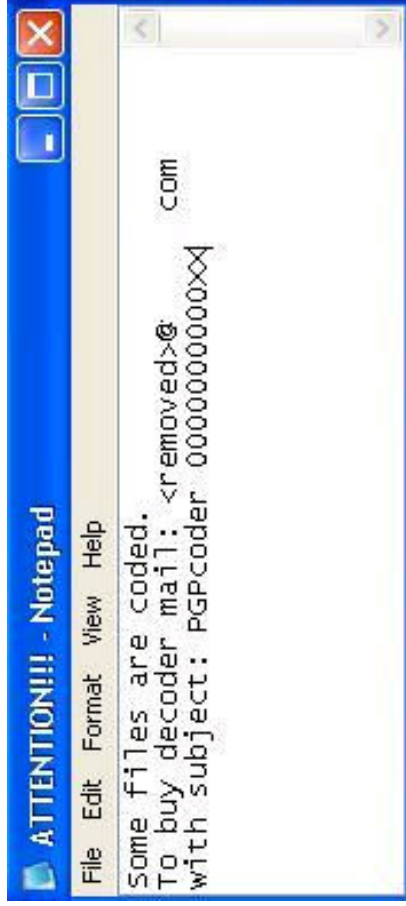 ATTENTION!!! - Notepad
File Edit Format View Help
Some files are coded.
To buy decoder mail: <removed>@ com
with subject: PGPcoder 00000000000xx